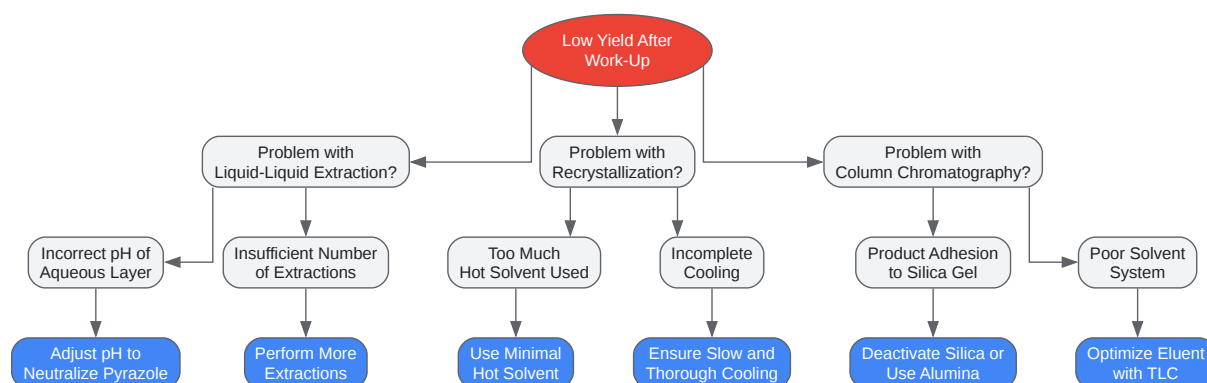 Low Yield After
Work-Up
Problem with
Liquid-Liquid Extraction?
Problem with
Recrystallization?
Problem with
Column Chromatography?
Incorrect pH of
Aqueous Layer
Insufficient Number
of Extractions
Too Much
Hot Solvent Used
Incomplete
Cooling
Product Adhesion
to Silica Gel
Poor Solvent
System
Adjust pH to
Neutralize Pyrazole
Perform More
Extractions
Use Minimal
Hot Solvent
Ensure Slow and
Thorough Cooling
Deactivate Silica or
Use Alumina
Optimize Eluent
with TLC